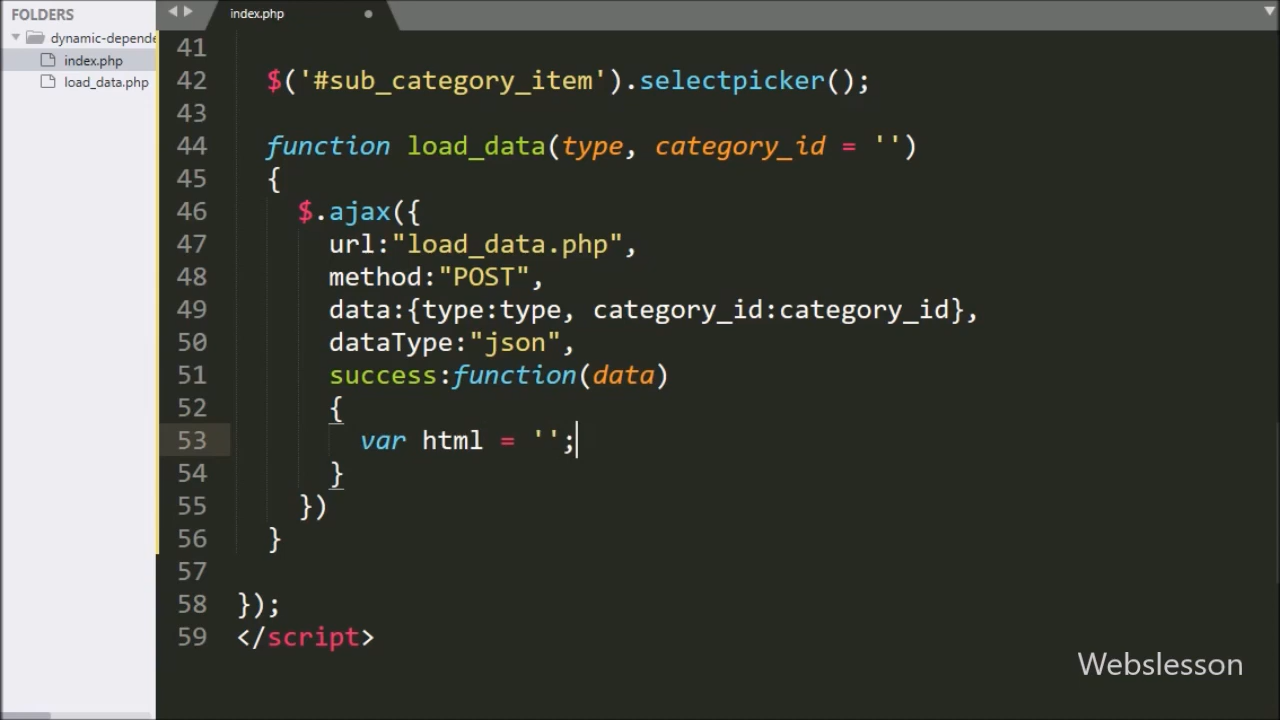 FOLDERS
dynamic-depende
index.php
load_data.php
index.php
41
42 $('#sub_category_item').selectpicker();
43
44 function load_data(type, category_id = '')
45 {
46 $.ajax({
47 url:"load_data.php",
48 method:"POST",
49 data:{type:type, category_id:category_id},
50 dataType:"json",
51 success:function(data)
52 {
53 var html = '';
54 }
55 })
56 }
57
58 });
59 </script>
Webslesson